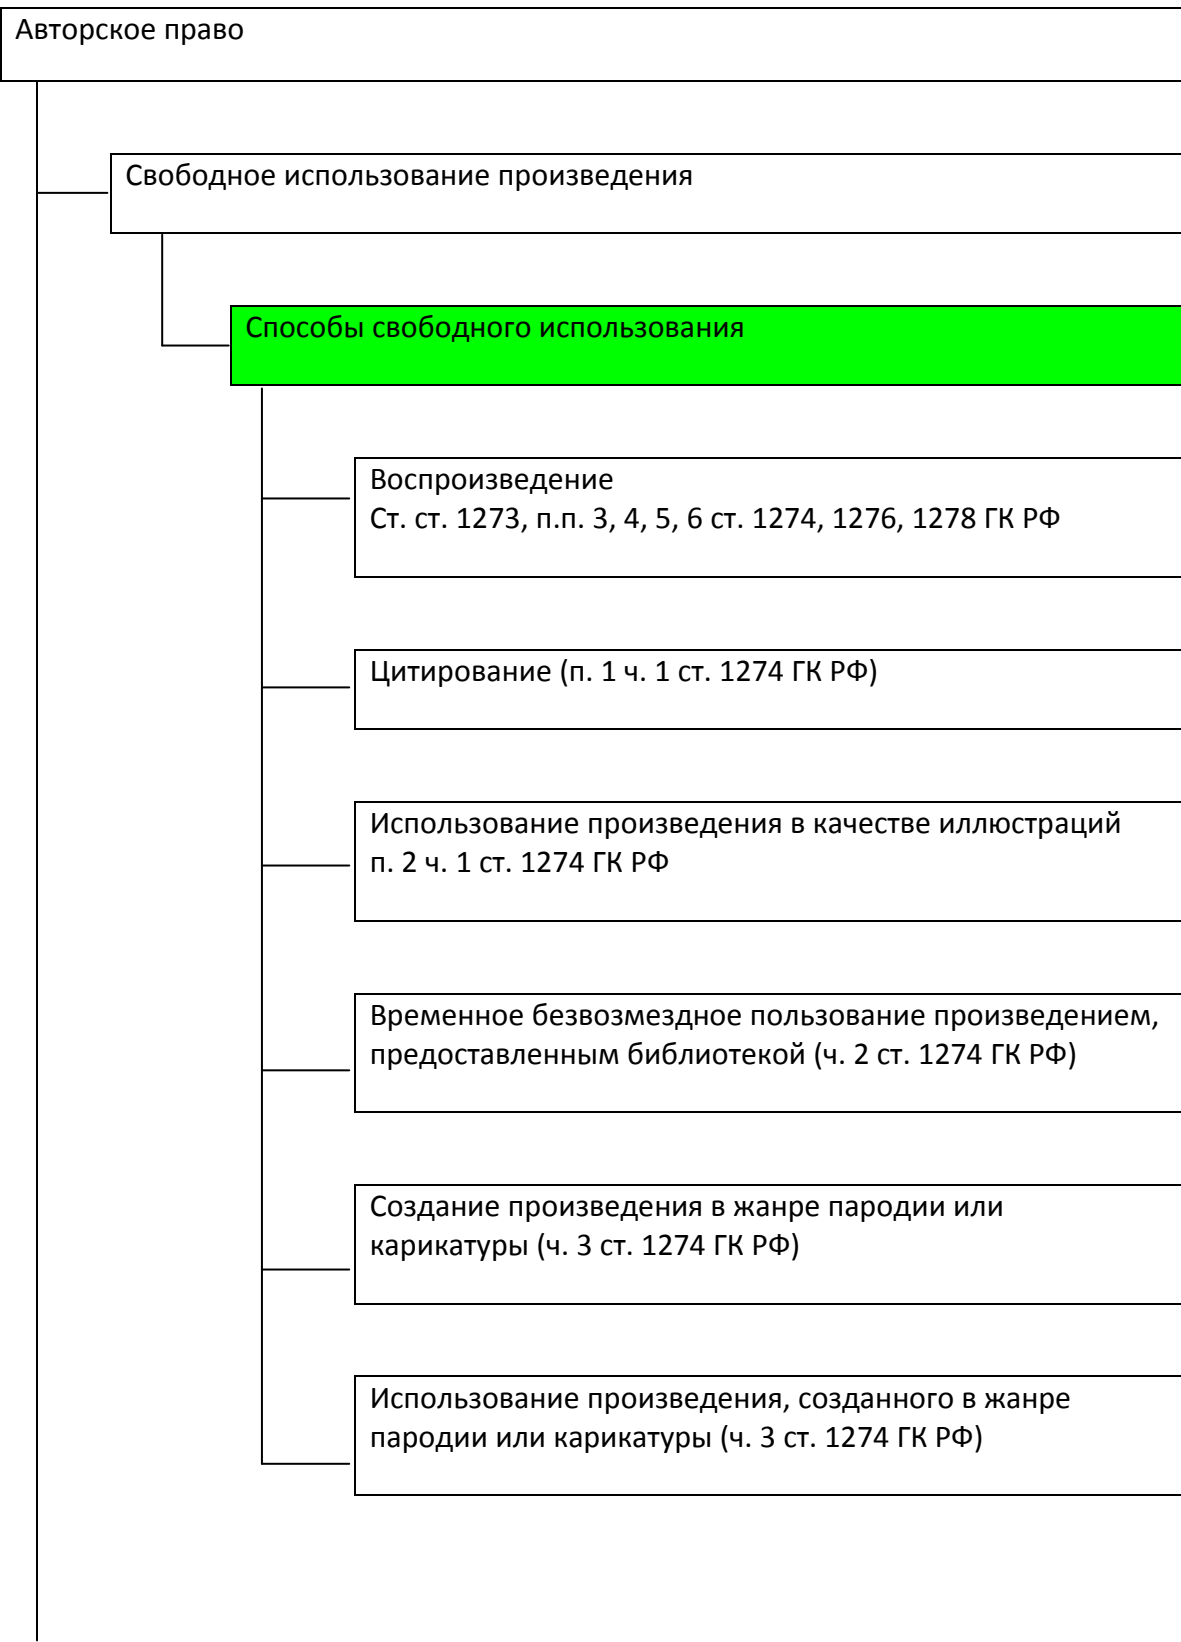 Авторское право
Свободное использование произведения
Способы свободного использования
Воспроизведение
Ст. ст. 1273, п.п. 3, 4, 5, 6 ст. 1274, 1276, 1278 ГК РФ
Цитирование (п. 1 ч. 1 ст. 1274 ГК РФ)
Использование произведения в качестве иллюстраций
п. 2 ч. 1 ст. 1274 ГК РФ
Временное безвозмездное пользование произведением,
предоставленным библиотекой (ч. 2 ст. 1274 ГК РФ)
Создание произведения в жанре пародии или
карикатуры (ч. 3 ст. 1274 ГК РФ)
Использование произведения, созданного в жанре
пародии или карикатуры (ч. 3 ст. 1274 ГК РФ)